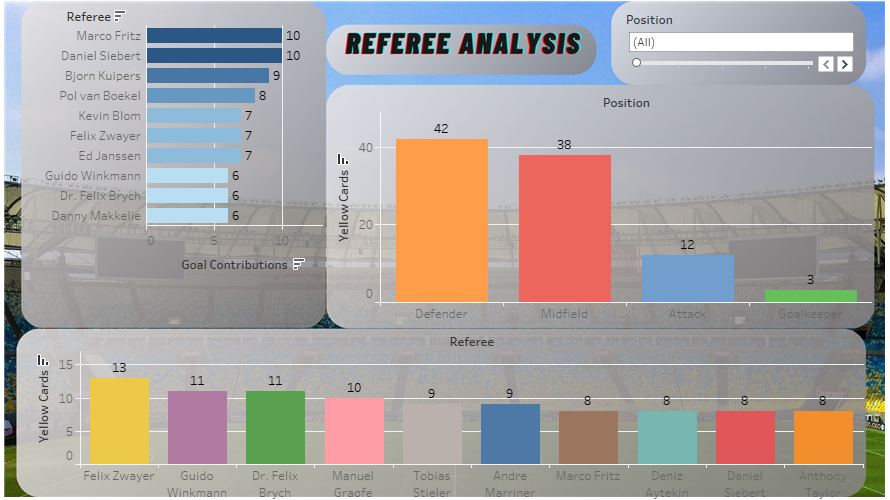 REFEREE ANALYSIS
Position
(All)
Referee
Marco Fritz 10
Daniel Siebert 10
Bjorn Kuipers 9
Pol van Boekel 8
Kevin Blom 7
Felix Zwayer 7
Ed Janssen 7
Guido Winkmann 6
Dr. Felix Brych 6
Danny Makkelie 6
0 5 10
Goal Contributions
Position
Yellow Cards
40
20
0
42 38 12 3
Defender Midfield Attack Goalkeeper
Referee
Yellow Cards
15
10
5
0
13 11 11 10 9 9 8 8 8 8
Felix Zwayer Guido Dr. Felix Manuel Tobias Andre Marco Fritz Deniz Daniel Anthony
Winkmann Brych Graofe Stieler Marriner Aytekin Siebert Taylor